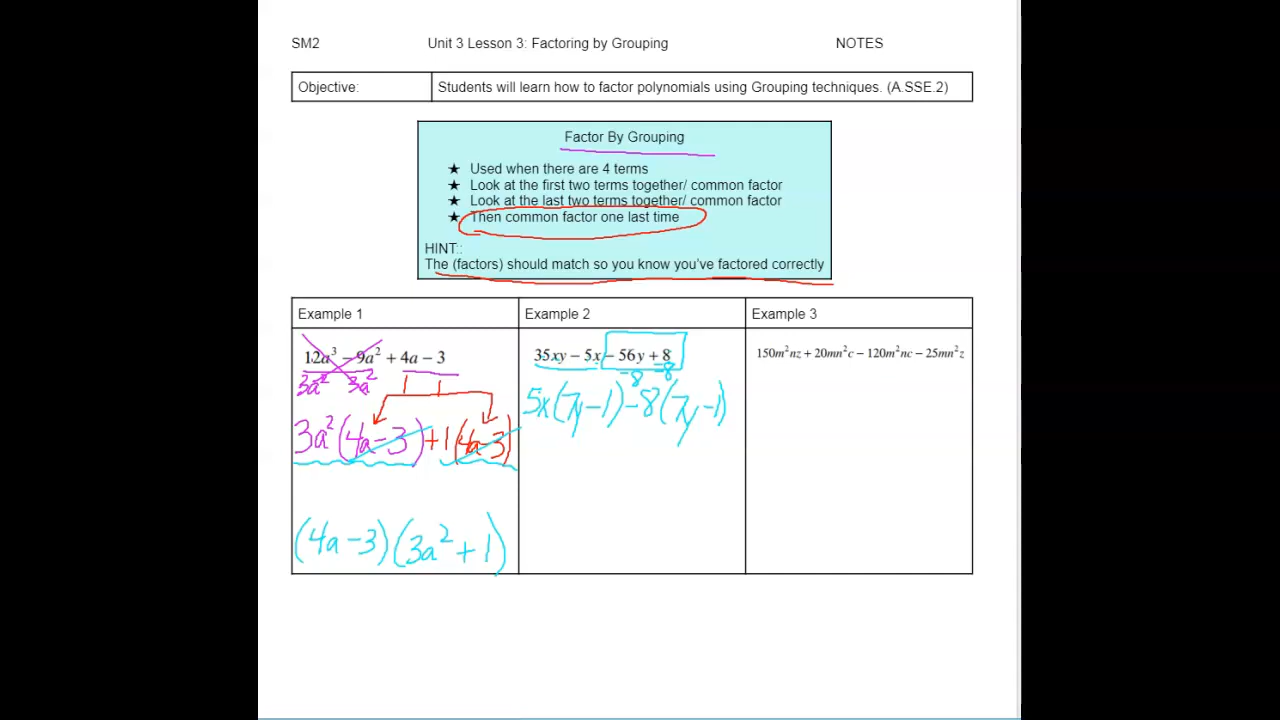 SM2 Unit 3 Lesson 3: Factoring by Grouping NOTES
Objective: Students will learn how to factor polynomials using Grouping techniques. (A.SSE.2)
Factor By Grouping
★ Used when there are 4 terms
★ Look at the first two terms together/ common factor
★ Look at the last two terms together/ common factor
★ Then common factor one last time
HINT::
The (factors) should match so you know you've factored correctly
Example 1
12a³ − 9a² + 4a − 3
3a² 3a²
3a²(4a−3)+1(4a−3)
(4a−3)(3a²+1)
Example 2
35xy − 5x − 56y + 8
−8 −8
5x(7y−1)−8(7y−1)
Example 3
150m²nz + 20mn²c − 120m²nc − 25mn²z